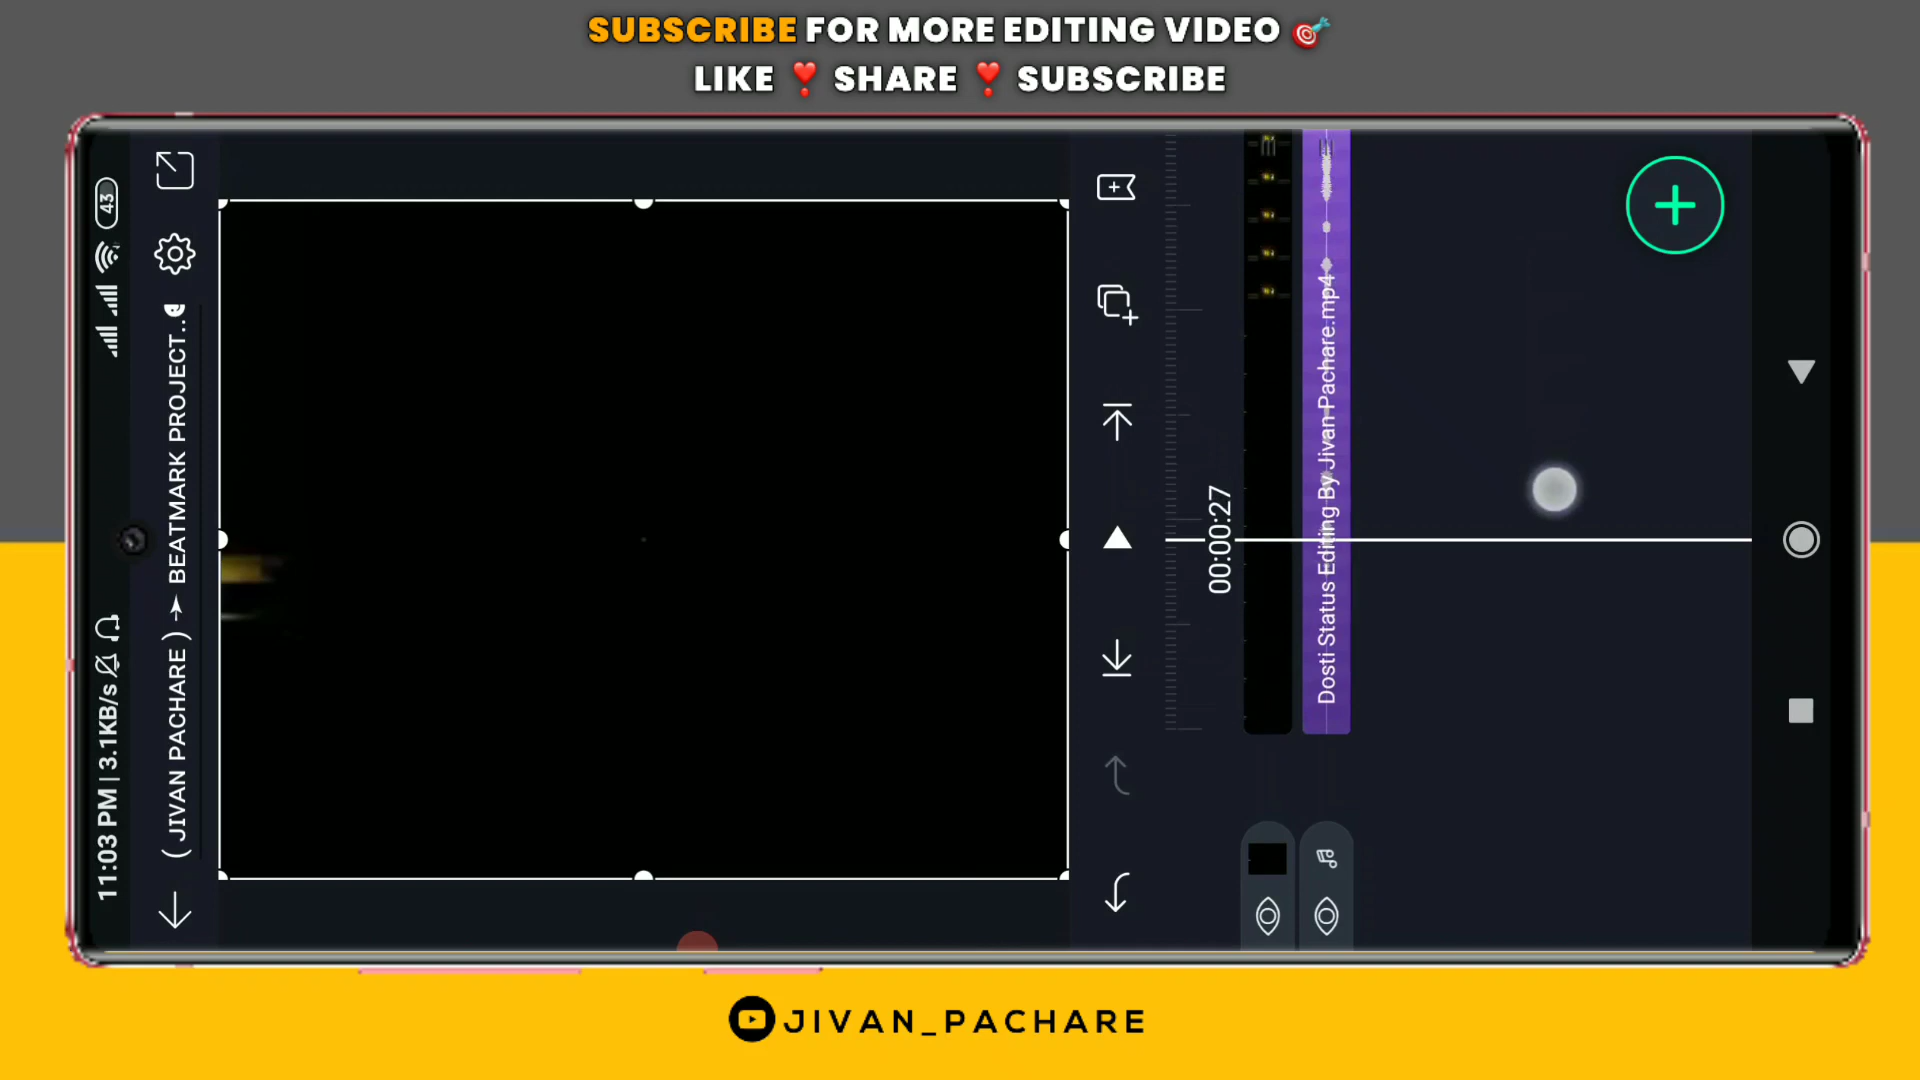 SUBSCRIBE FOR MORE EDITING VIDEO
LIKE SHARE SUBSCRIBE
11:03 PM | 3.1KB/s
43
( JIVAN PACHARE ) BEATMARK PROJECT..
00:00:27
Dosti Status Editing By Jivan Pachare.mp4
JIVAN_PACHARE